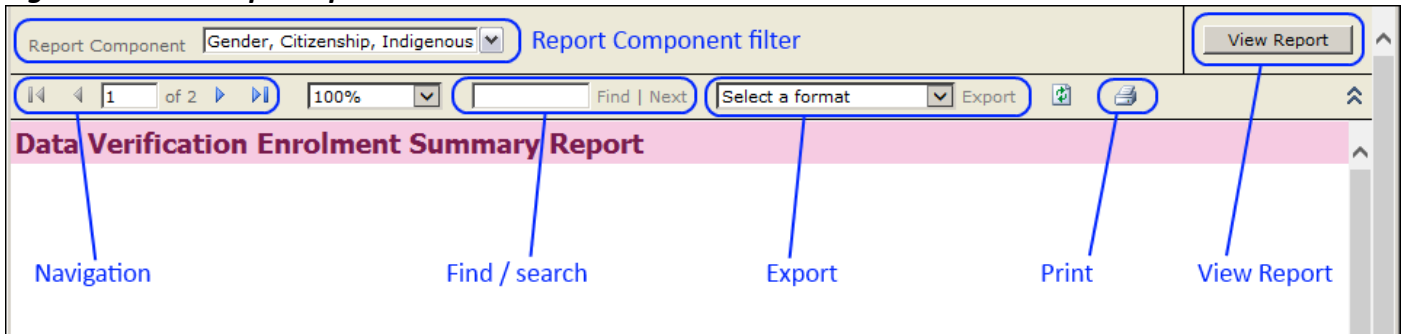 Report Component Gender, Citizenship, Indigenous Report Component filter View Report
1 of 2 100% Find | Next Select a format Export
Data Verification Enrolment Summary Report
Navigation Find / search Export Print View Report